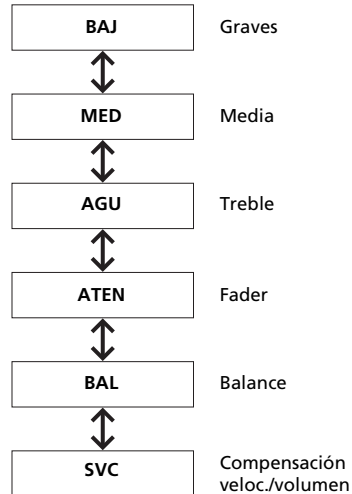 BAJ Graves
MED Media
AGU Treble
ATEN Fader
BAL Balance
SVC Compensación
veloc./volumen